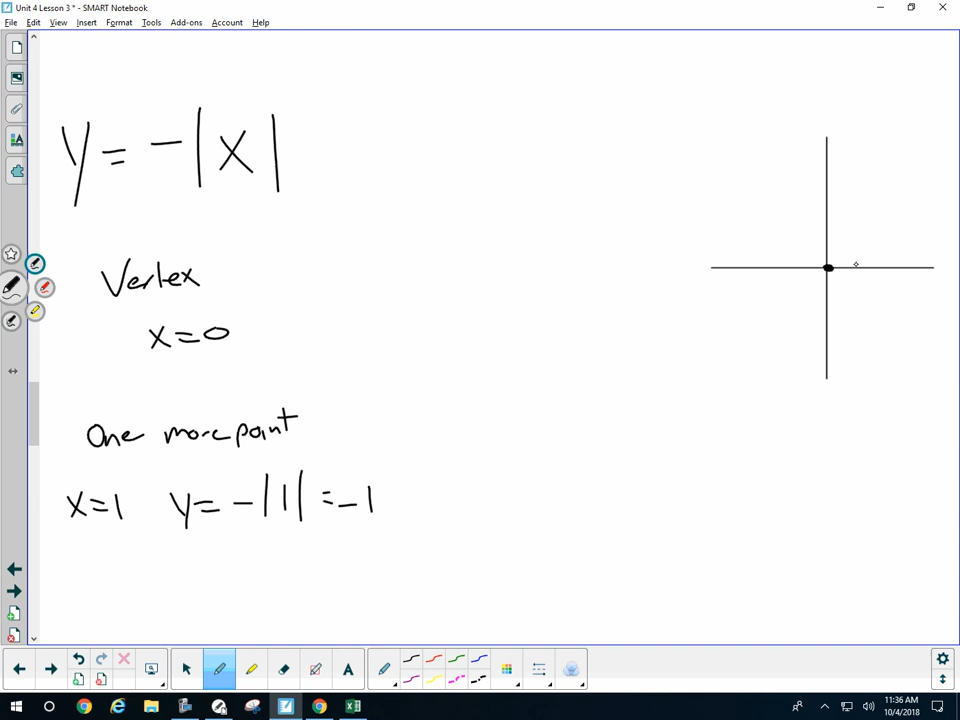 Unit 4 Lesson 3 * - SMART Notebook
File Edit View Insert Format Tools Add-ons Account Help
y = -|x|
Vertex
x=0
One more point
x=1 y= -|1| = -1
A
11:36 AM
10/4/2018